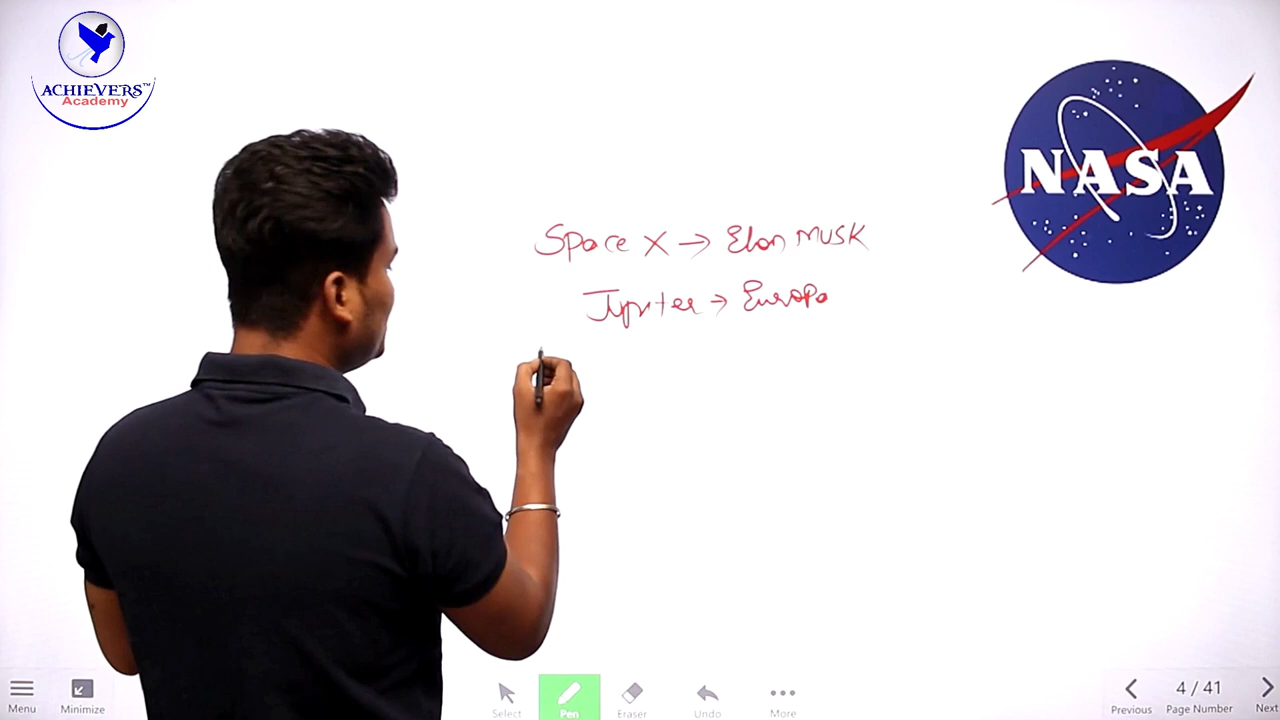 ACHIEVERS™
Academy
NASA
Space X → Elon MUSK
Jupiter → Europa
Menu
Minimize
Select
Pen
Eraser
Undo
More
Previous
4 / 41
Page Number
Next